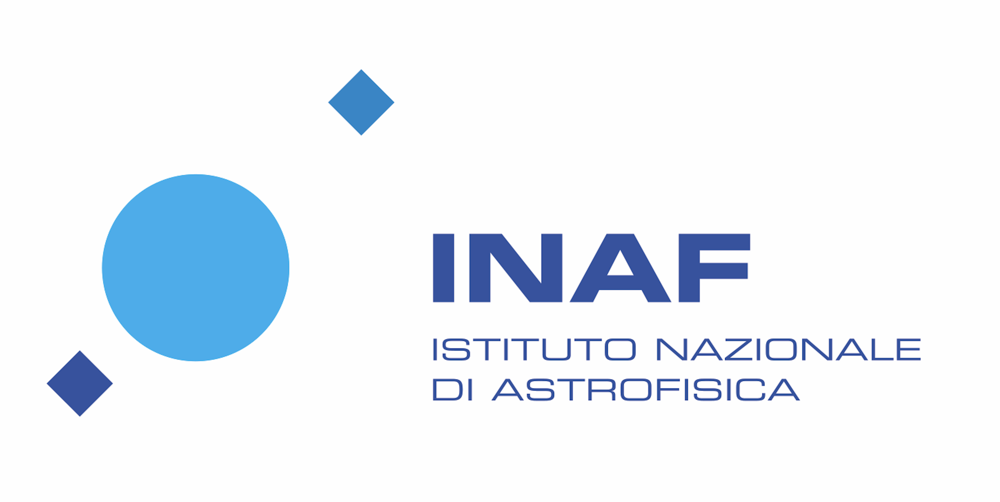 INAF
ISTITUTO NAZIONALE
DI ASTROFISICA